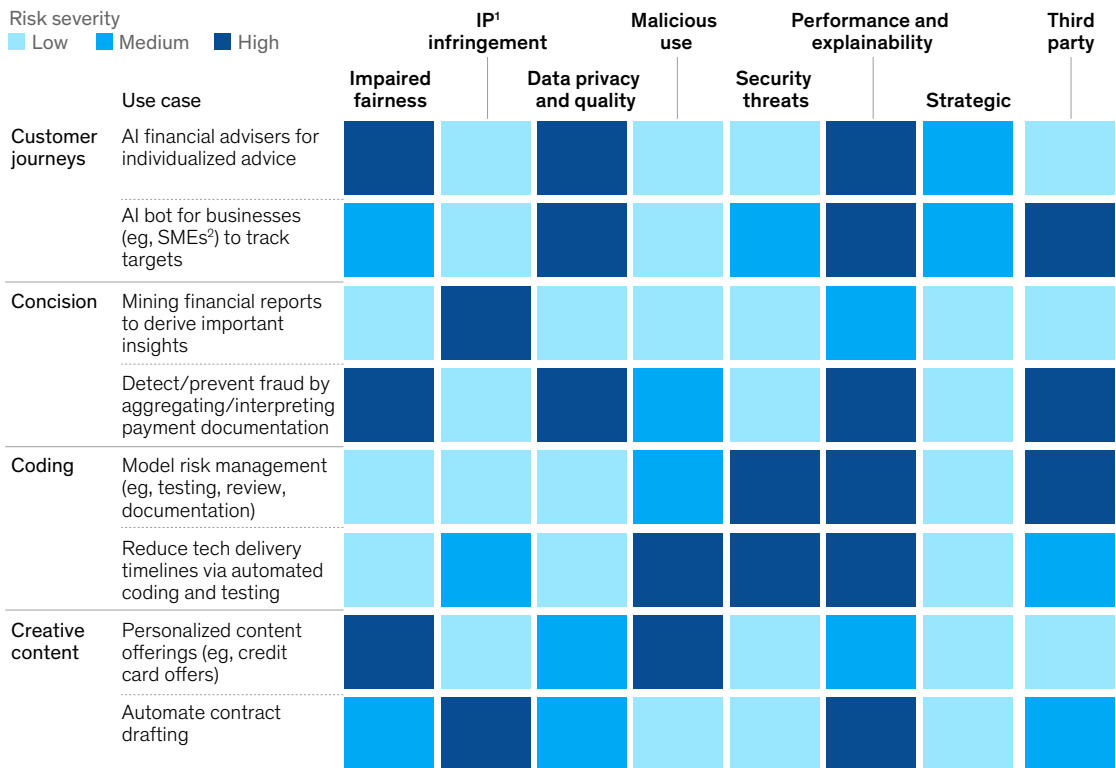 Risk severity
Low Medium High
IP¹
infringement
Malicious
use
Performance and
explainability
Third
party
Use case
Impaired
fairness
Data privacy
and quality
Security
threats
Strategic
Customer
journeys
AI financial advisers for
individualized advice
AI bot for businesses
(eg, SMEs²) to track
targets
Concision
Mining financial reports
to derive important
insights
Detect/prevent fraud by
aggregating/interpreting
payment documentation
Coding
Model risk management
(eg, testing, review,
documentation)
Reduce tech delivery
timelines via automated
coding and testing
Creative
content
Personalized content
offerings (eg, credit
card offers)
Automate contract
drafting